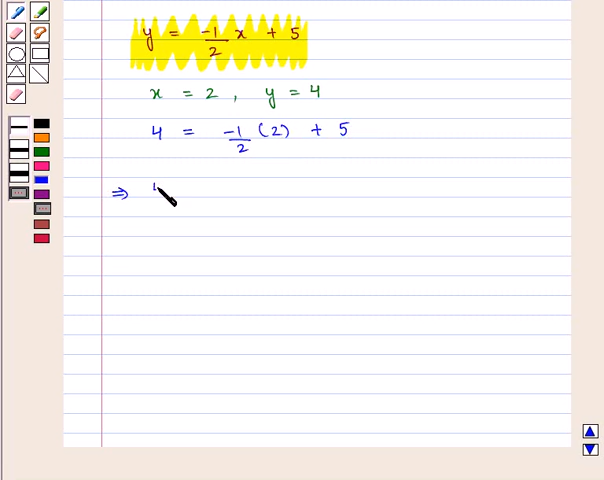 y = -1/2 x + 5
x = 2 , y = 4
4 = -1/2 (2) + 5
⇒